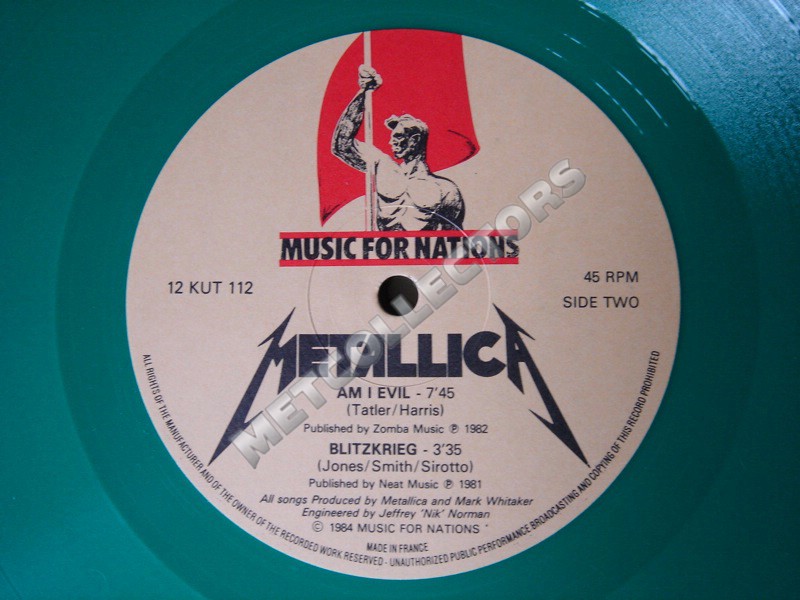 MUSIC FOR NATIONS
12 KUT 112
45 RPM
SIDE TWO
METALLICA
AM I EVIL - 7'45
(Tatler/Harris)
Published by Zomba Music ℗ 1982
BLITZKRIEG - 3'35
(Jones/Smith/Sirotto)
Published by Neat Music ℗ 1981
All songs Produced by Metallica and Mark Whitaker
Engineered by Jeffrey 'Nik' Norman
© 1984 MUSIC FOR NATIONS
MADE IN FRANCE
ALL RIGHTS OF THE MANUFACTURER AND OF THE OWNER OF THE RECORDED WORK RESERVED - UNAUTHORIZED PUBLIC PERFORMANCE BROADCASTING AND COPYING OF THIS RECORD PROHIBITED
METCOLLECTORS